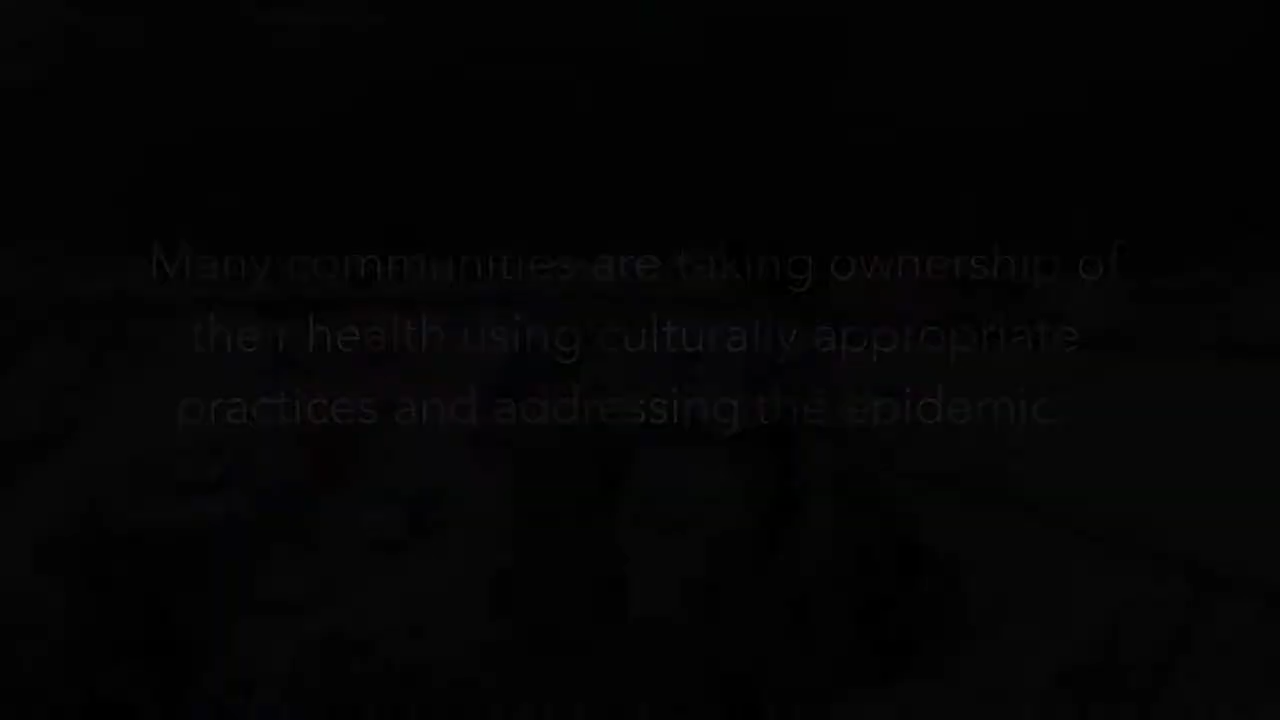 Many communities are taking ownership of
their health using culturally appropriate
practices and addressing the epidemic.